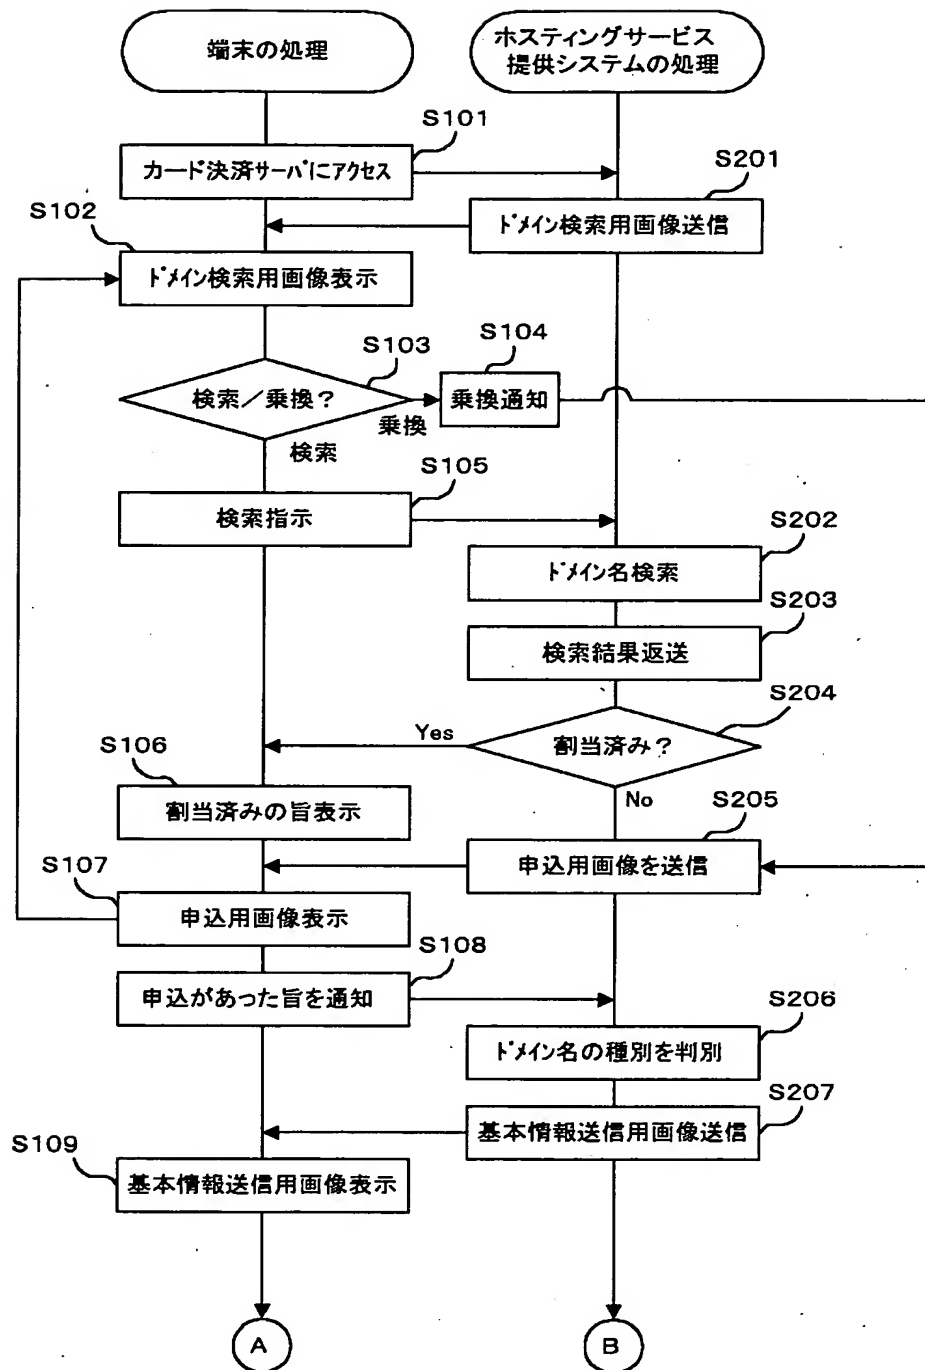 端末の処理
ホスティングサービス
提供システムの処理
S101
カード決済サーバにアクセス
S201
ドメイン検索用画像送信
S102
ドメイン検索用画像表示
S103
検索／乗換？
乗換
検索
S104
乗換通知
S105
検索指示
S202
ドメイン名検索
S203
検索結果返送
S204
割当済み？
Yes
No
S106
割当済みの旨表示
S205
申込用画像を送信
S107
申込用画像表示
S108
申込があった旨を通知
S206
ドメイン名の種別を判別
S207
基本情報送信用画像送信
S109
基本情報送信用画像表示
A
B